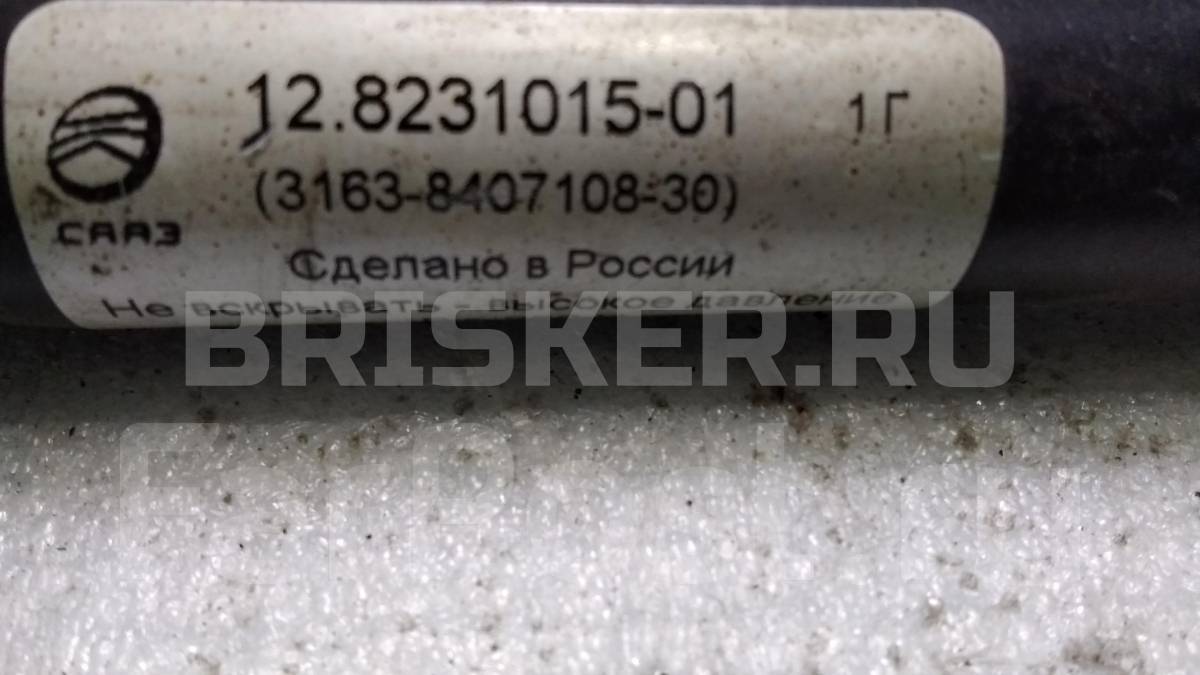 12.8231015-01 1Г
(3163-8407108-30)
СААЗ
Сделано в России
Не вскрывать - высокое давление
BRISKER.RU